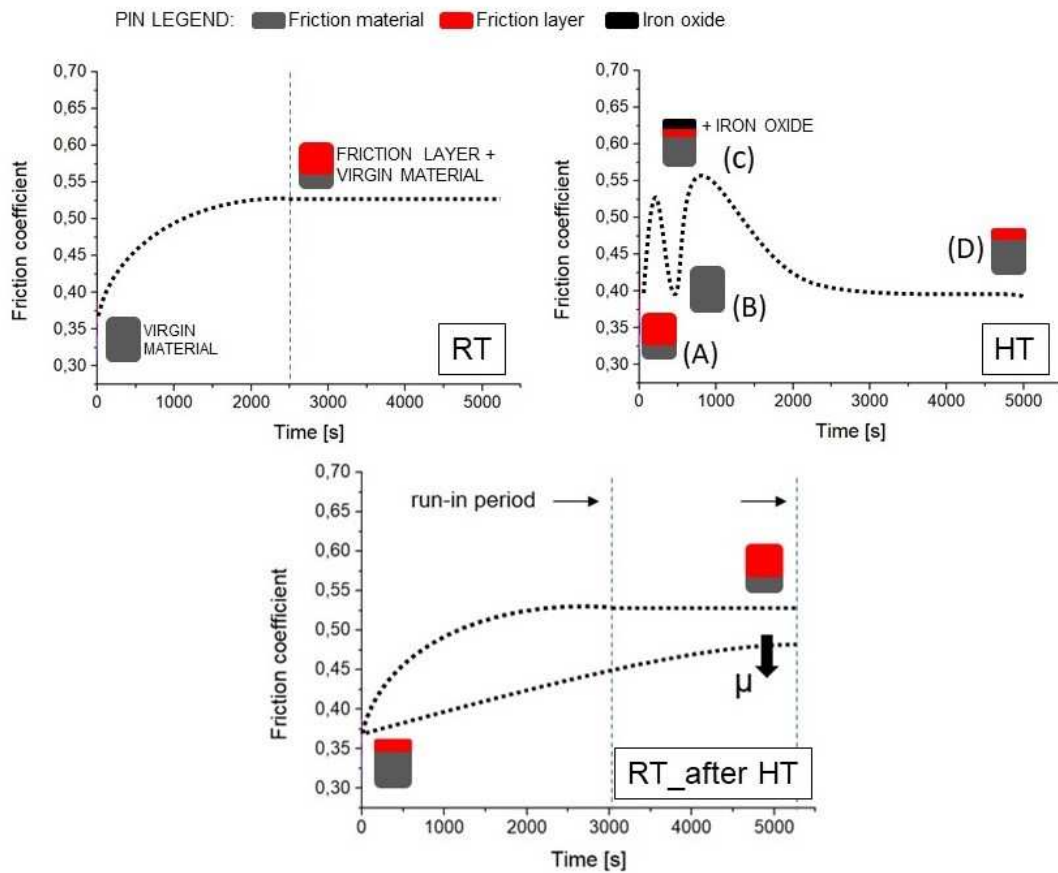 PIN LEGEND: Friction material Friction layer Iron oxide
0,70
0,65
0,60
0,55
0,50
0,45
0,40
0,35
0,30
Friction coefficient
FRICTION LAYER +
VIRGIN MATERIAL
VIRGIN
MATERIAL
RT
0 1000 2000 3000 4000 5000
Time [s]
0,70
0,65
0,60
0,55
0,50
0,45
0,40
0,35
0,30
Friction coefficient
+ IRON OXIDE
(C)
(D)
(B)
(A)
HT
0 1000 2000 3000 4000 5000
Time [s]
0,70
0,65
0,60
0,55
0,50
0,45
0,40
0,35
0,30
Friction coefficient
run-in period
μ
RT_after HT
0 1000 2000 3000 4000 5000
Time [s]